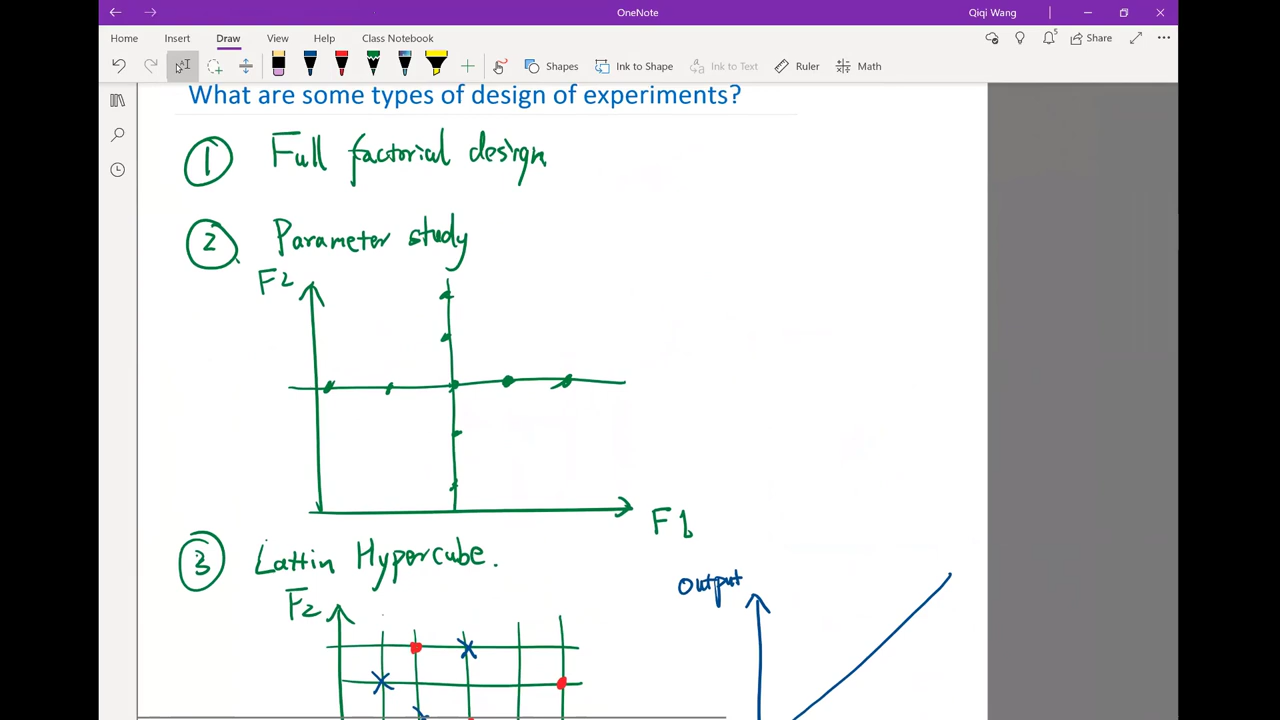 OneNote
Qiqi Wang
Home Insert Draw View Help Class Notebook
5 Share
Shapes Ink to Shape Ink to Text Ruler Math
What are some types of design of experiments?
1 Full factorial design
2 Parameter study
F2
F1
3 Lattin Hypercube.
F2
Output